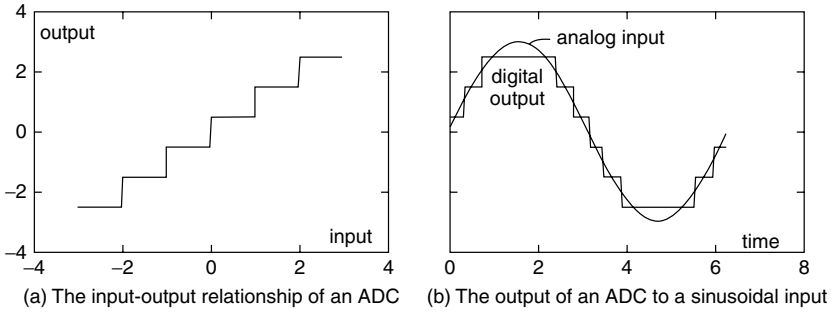 output
4
2
0
−2
−4
−4
−2
0
2
4
input
(a) The input-output relationship of an ADC
analog input
digital
output
0
2
4
6
8
time
(b) The output of an ADC to a sinusoidal input